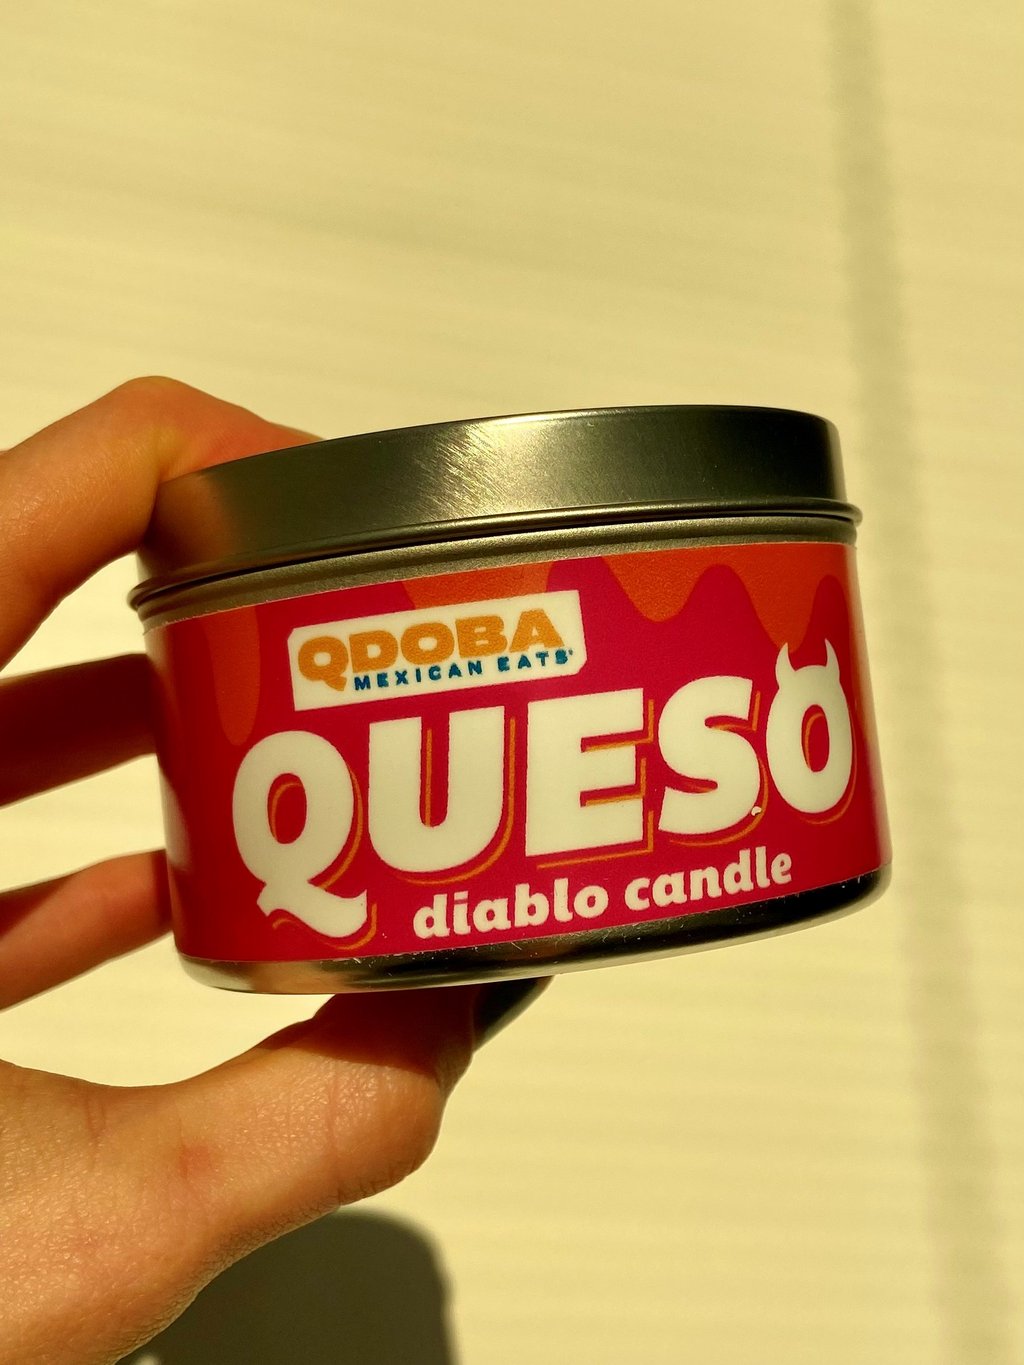 QDOBA
MEXICAN EATS
QUESO
diablo candle